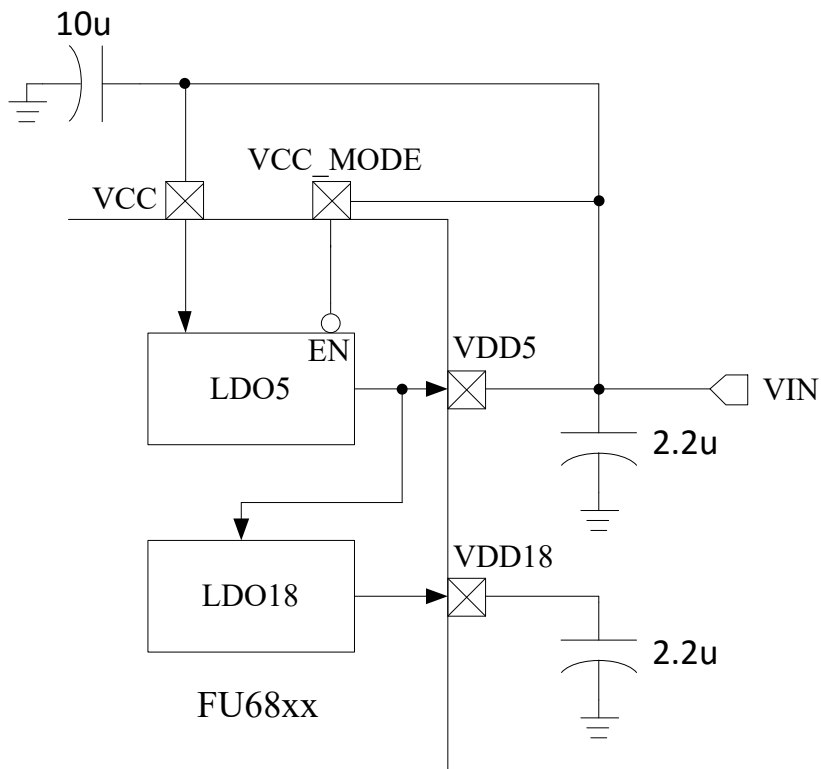 10u
VCC_MODE
VCC
EN
VDD5
LDO5
VIN
2.2u
VDD18
LDO18
2.2u
FU68xx